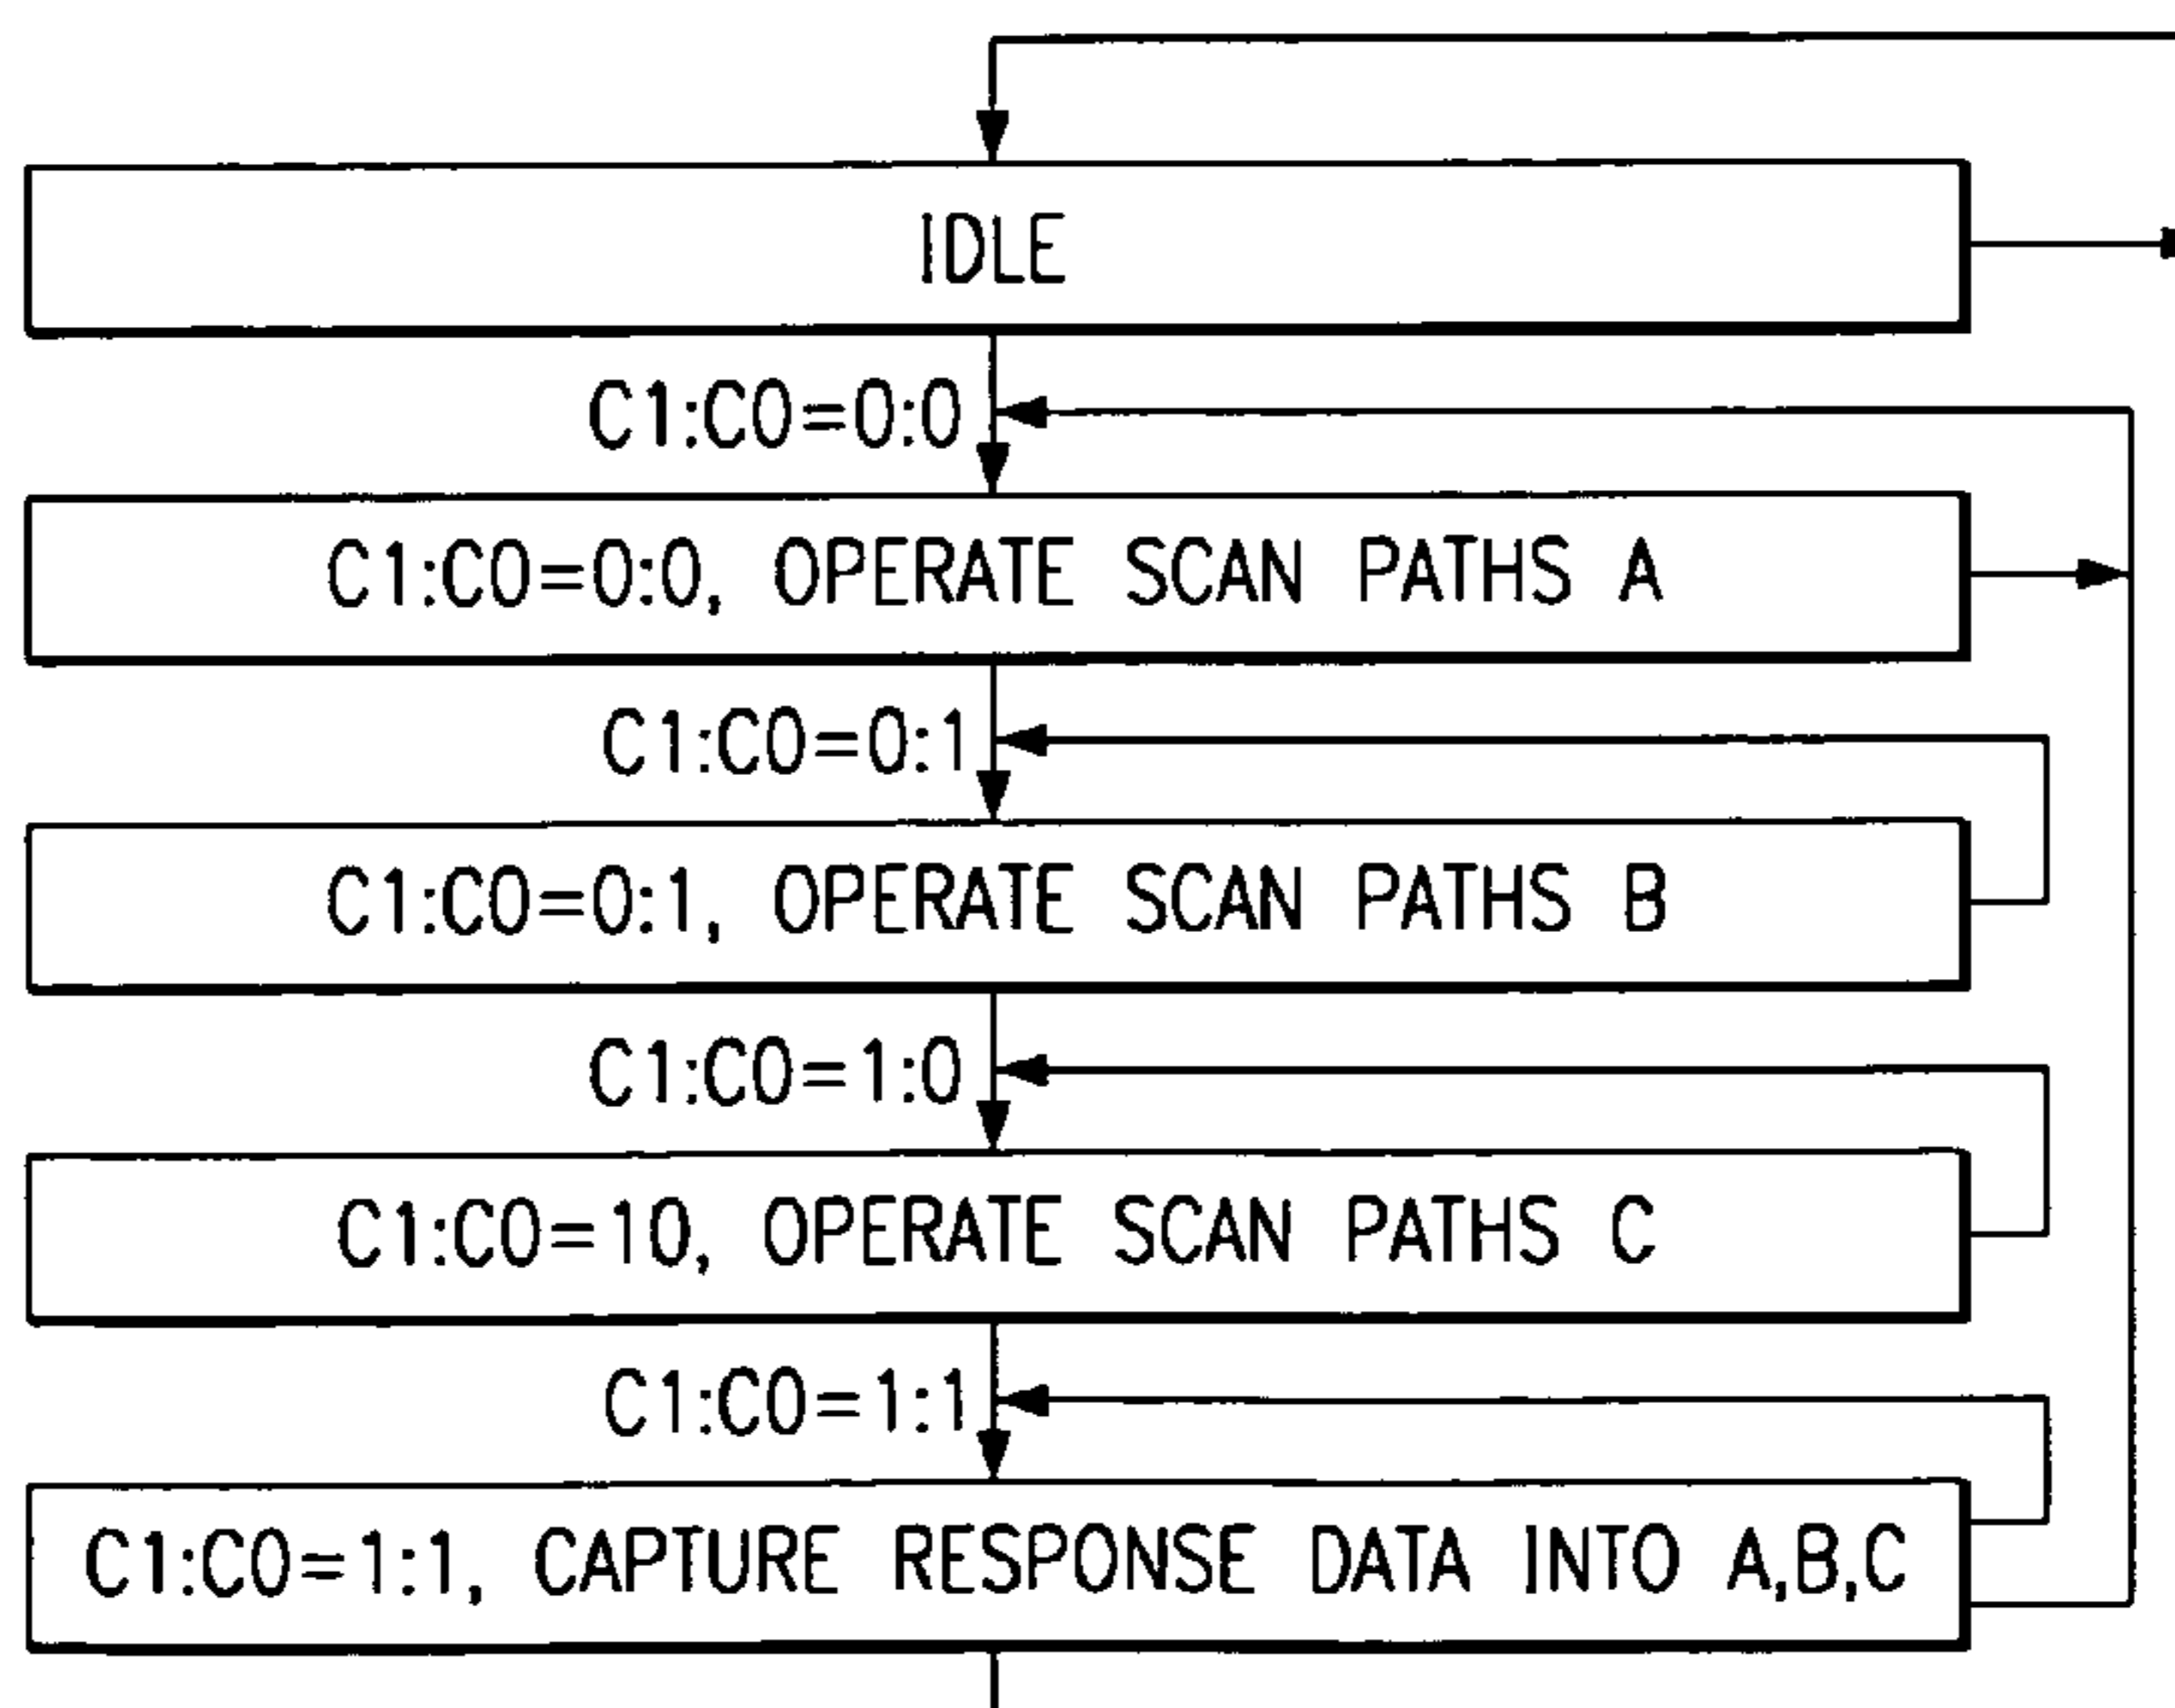 IDLE
C1:C0=0:0
C1:C0=0:0, OPERATE SCAN PATHS A
C1:C0=0:1
C1:C0=0:1, OPERATE SCAN PATHS B
C1:C0=1:0
C1:C0=10, OPERATE SCAN PATHS C
C1:C0=1:1
C1:C0=1:1, CAPTURE RESPONSE DATA INTO A,B,C